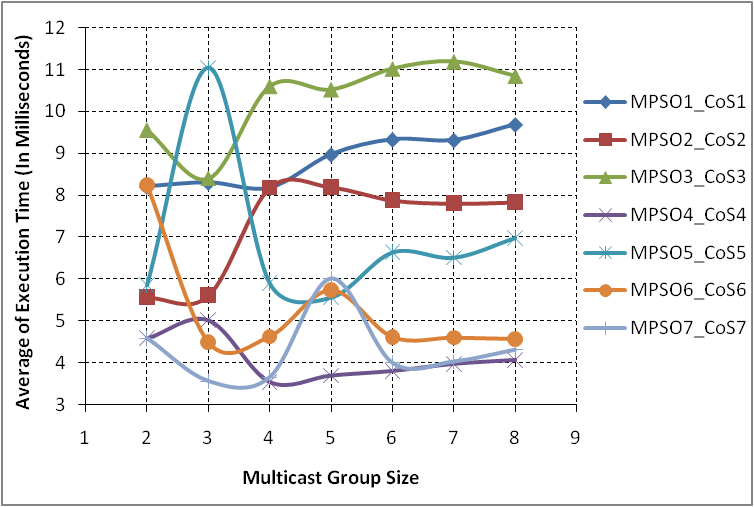 Average of Execution Time (In Milliseconds)
12
11
10
9
8
7
6
5
4
3
1 2 3 4 5 6 7 8 9
Multicast Group Size
MPSO1_CoS1
MPSO2_CoS2
MPSO3_CoS3
MPSO4_CoS4
MPSO5_CoS5
MPSO6_CoS6
MPSO7_CoS7